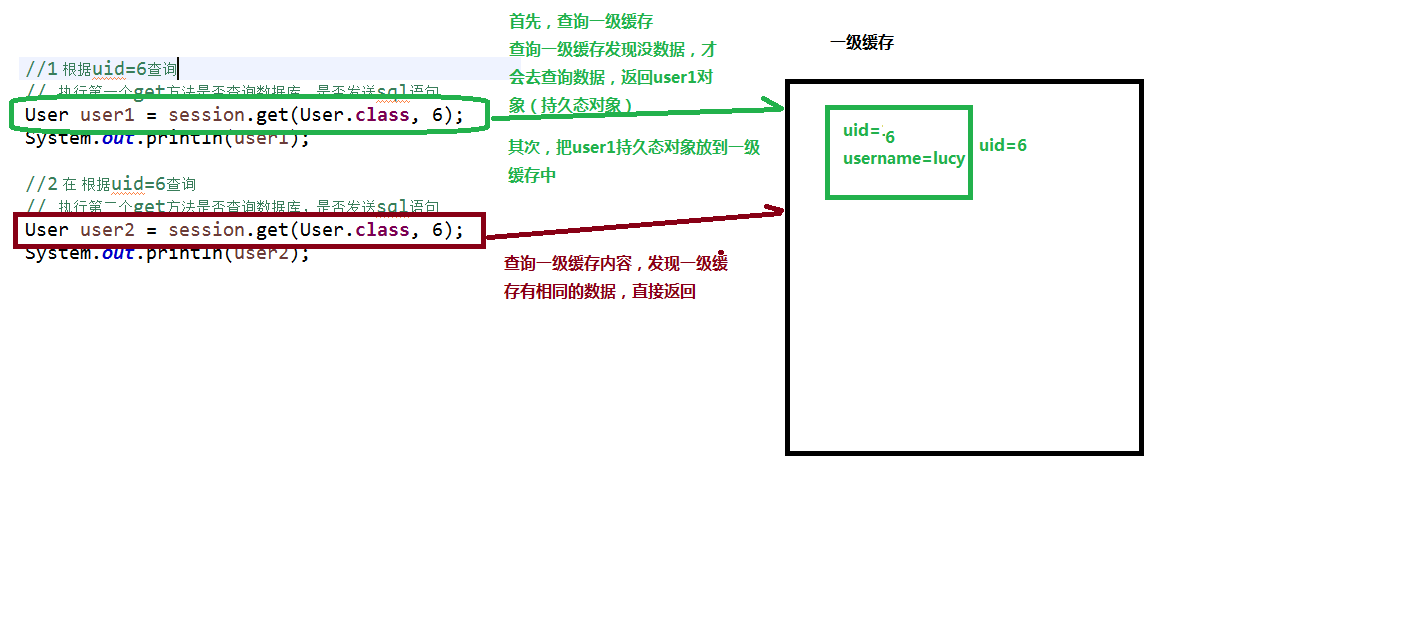 //1 根据uid=6查询
// 执行第一个get方法是否查询数据库，是否发送sql语句
User user1 = session.get(User.class, 6);
System.out.println(user1);
//2 在 根据uid=6查询
// 执行第二个get方法是否查询数据库，是否发送sql语句
User user2 = session.get(User.class, 6);
System.out.println(user2);
首先，查询一级缓存
查询一级缓存发现没数据，才
会去查询数据，返回user1对
象（持久态对象）
其次，把user1持久态对象放到一级
缓存中
查询一级缓存内容，发现一级缓
存有相同的数据，直接返回
一级缓存
uid=6
username=lucy
uid=6